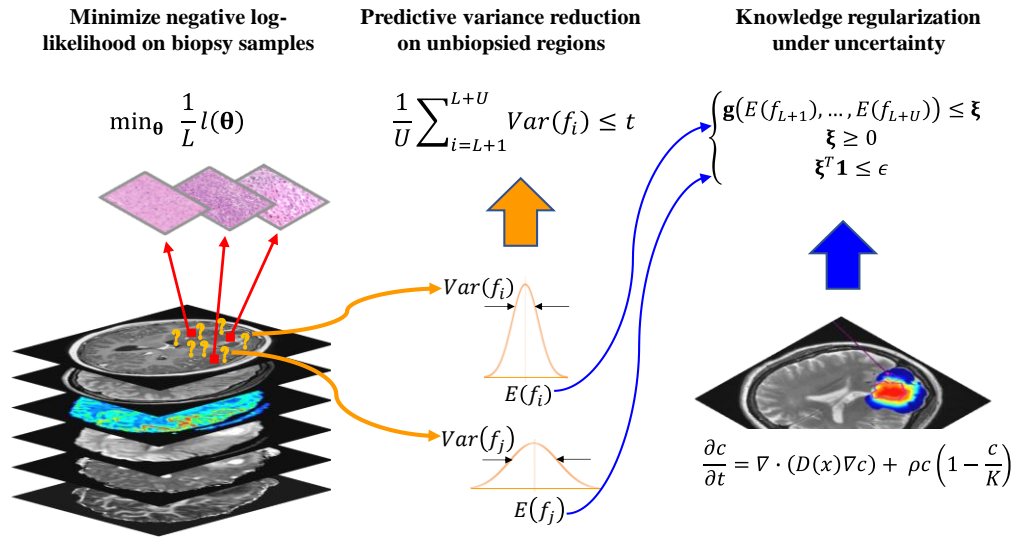 Minimize negative log-
likelihood on biopsy samples
Predictive variance reduction
on unbiopsied regions
Knowledge regularization
under uncertainty
min_𝛉 1/L l(𝛉)
1/U ∑_{i=L+1}^{L+U} Var(f_i) ≤ t
𝐠(E(f_{L+1}), … , E(f_{L+U})) ≤ 𝛏
𝛏 ≥ 0
𝛏^T 𝟏 ≤ ϵ
Var(f_i)
E(f_i)
Var(f_j)
E(f_j)
? ? ? ? ? ? ?
∂c/∂t = ∇ · (D(x)∇c) + ρc (1 − c/K)